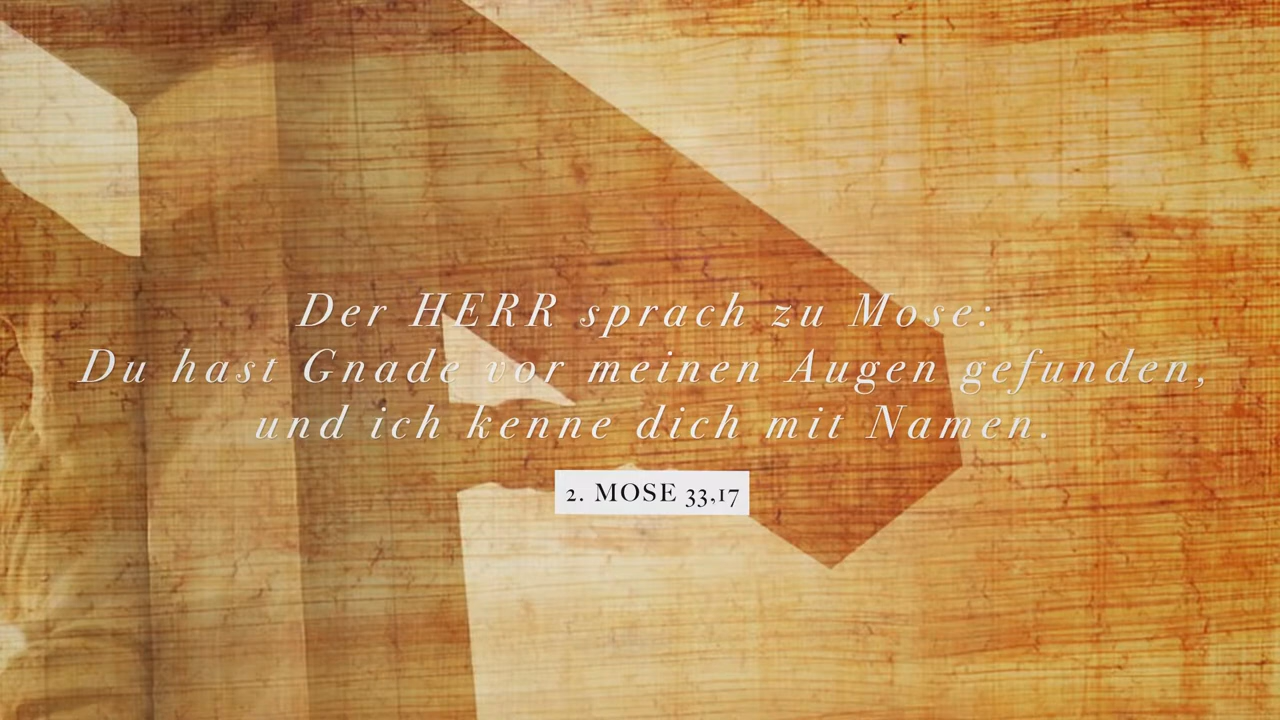 Der HERR sprach zu Mose:
Du hast Gnade vor meinen Augen gefunden,
und ich kenne dich mit Namen.
2. MOSE 33,17